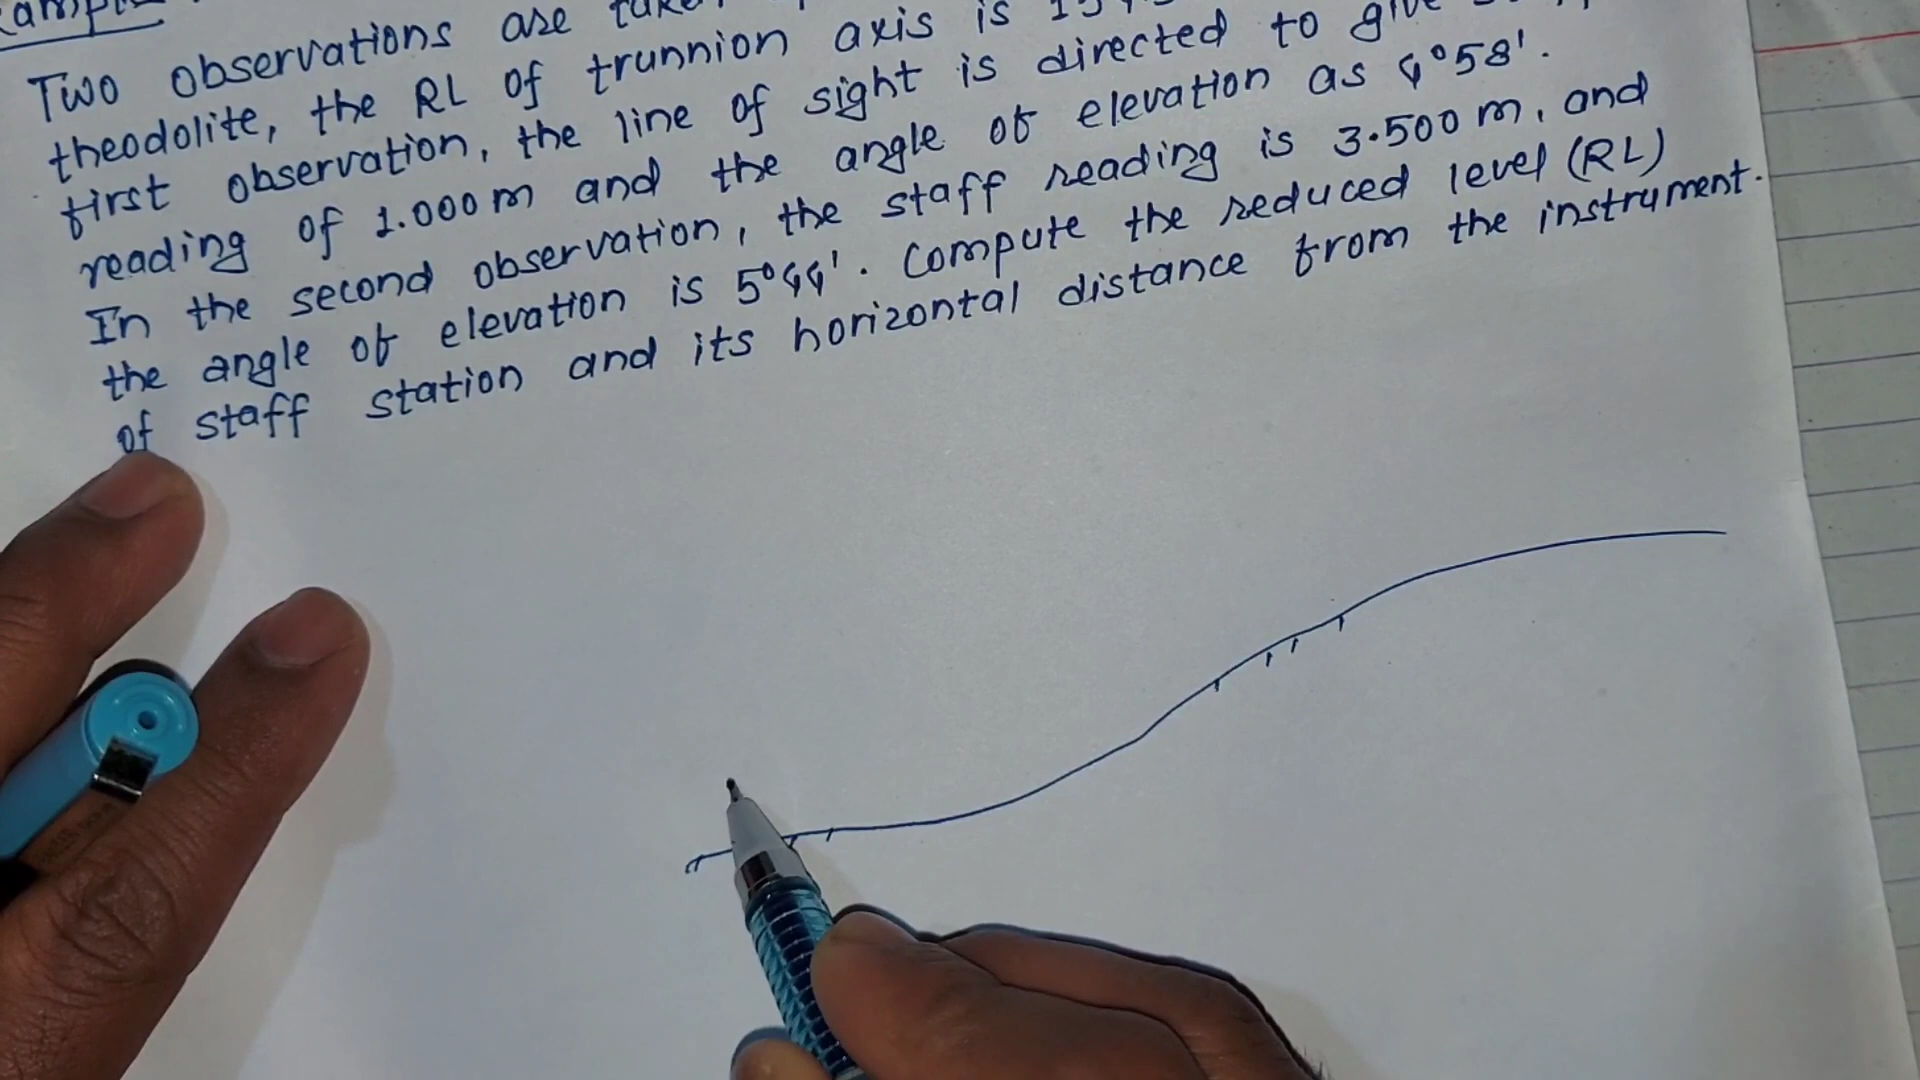 Two observations are taken
theodolite, the RL of trunnion axis is
first observation, the line of sight is directed to give
reading of 1.000 m and the angle of elevation as 4°58'.
In the second observation, the staff reading is 3.500 m, and
the angle of elevation is 5°44'. Compute the reduced level (RL)
of staff station and its horizontal distance from the instrument.